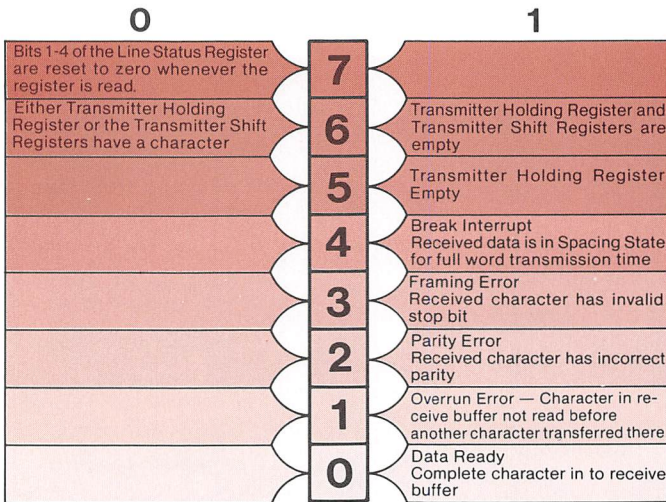 0
1
Bits 1-4 of the Line Status Register
are reset to zero whenever the
register is read.
7
Either Transmitter Holding
Register or the Transmitter Shift
Registers have a character
6
Transmitter Holding Register and
Transmitter Shift Registers are
empty
5
Transmitter Holding Register
Empty
4
Break Interrupt
Received data is in Spacing State
for full word transmission time
3
Framing Error
Received character has invalid
stop bit
2
Parity Error
Received character has incorrect
parity
1
Overrun Error — Character in re-
ceive buffer not read before
another character transferred there
0
Data Ready
Complete character in to receive
buffer